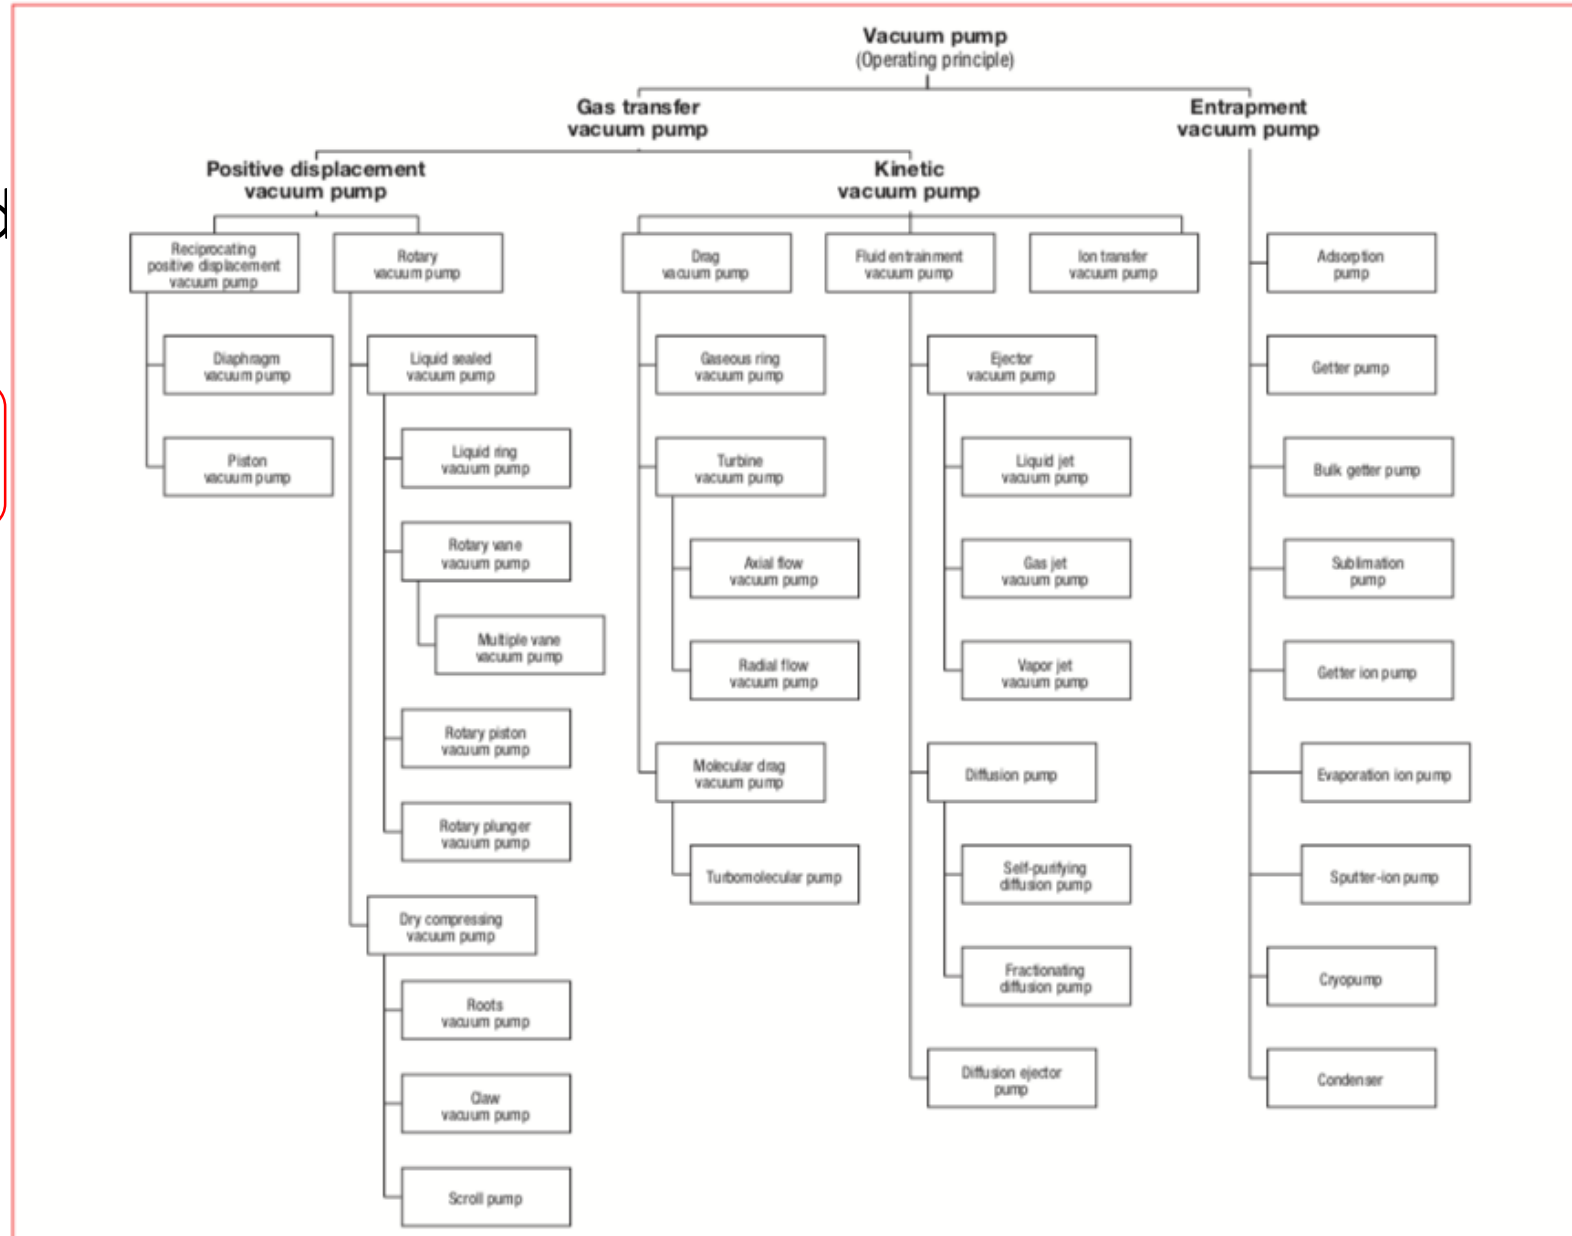 Vacuum pump
(Operating principle)
Gas transfer
vacuum pump
Entrapment
vacuum pump
Positive displacement
vacuum pump
Kinetic
vacuum pump
Reciprocating
positive displacement
vacuum pump
Rotary
vacuum pump
Drag
vacuum pump
Fluid entrainment
vacuum pump
Ion transfer
vacuum pump
Adsorption
pump
Diaphragm
vacuum pump
Liquid sealed
vacuum pump
Gaseous ring
vacuum pump
Ejector
vacuum pump
Getter pump
Piston
vacuum pump
Liquid ring
vacuum pump
Turbine
vacuum pump
Liquid jet
vacuum pump
Bulk getter pump
Rotary vane
vacuum pump
Axial flow
vacuum pump
Gas jet
vacuum pump
Sublimation
pump
Multiple vane
vacuum pump
Radial flow
vacuum pump
Vapor jet
vacuum pump
Getter ion pump
Rotary piston
vacuum pump
Molecular drag
vacuum pump
Diffusion pump
Evaporation ion pump
Rotary plunger
vacuum pump
Turbomolecular pump
Self-purifying
diffusion pump
Sputter-ion pump
Dry compressing
vacuum pump
Fractionating
diffusion pump
Cryopump
Roots
vacuum pump
Diffusion ejector
pump
Condenser
Claw
vacuum pump
Scroll pump